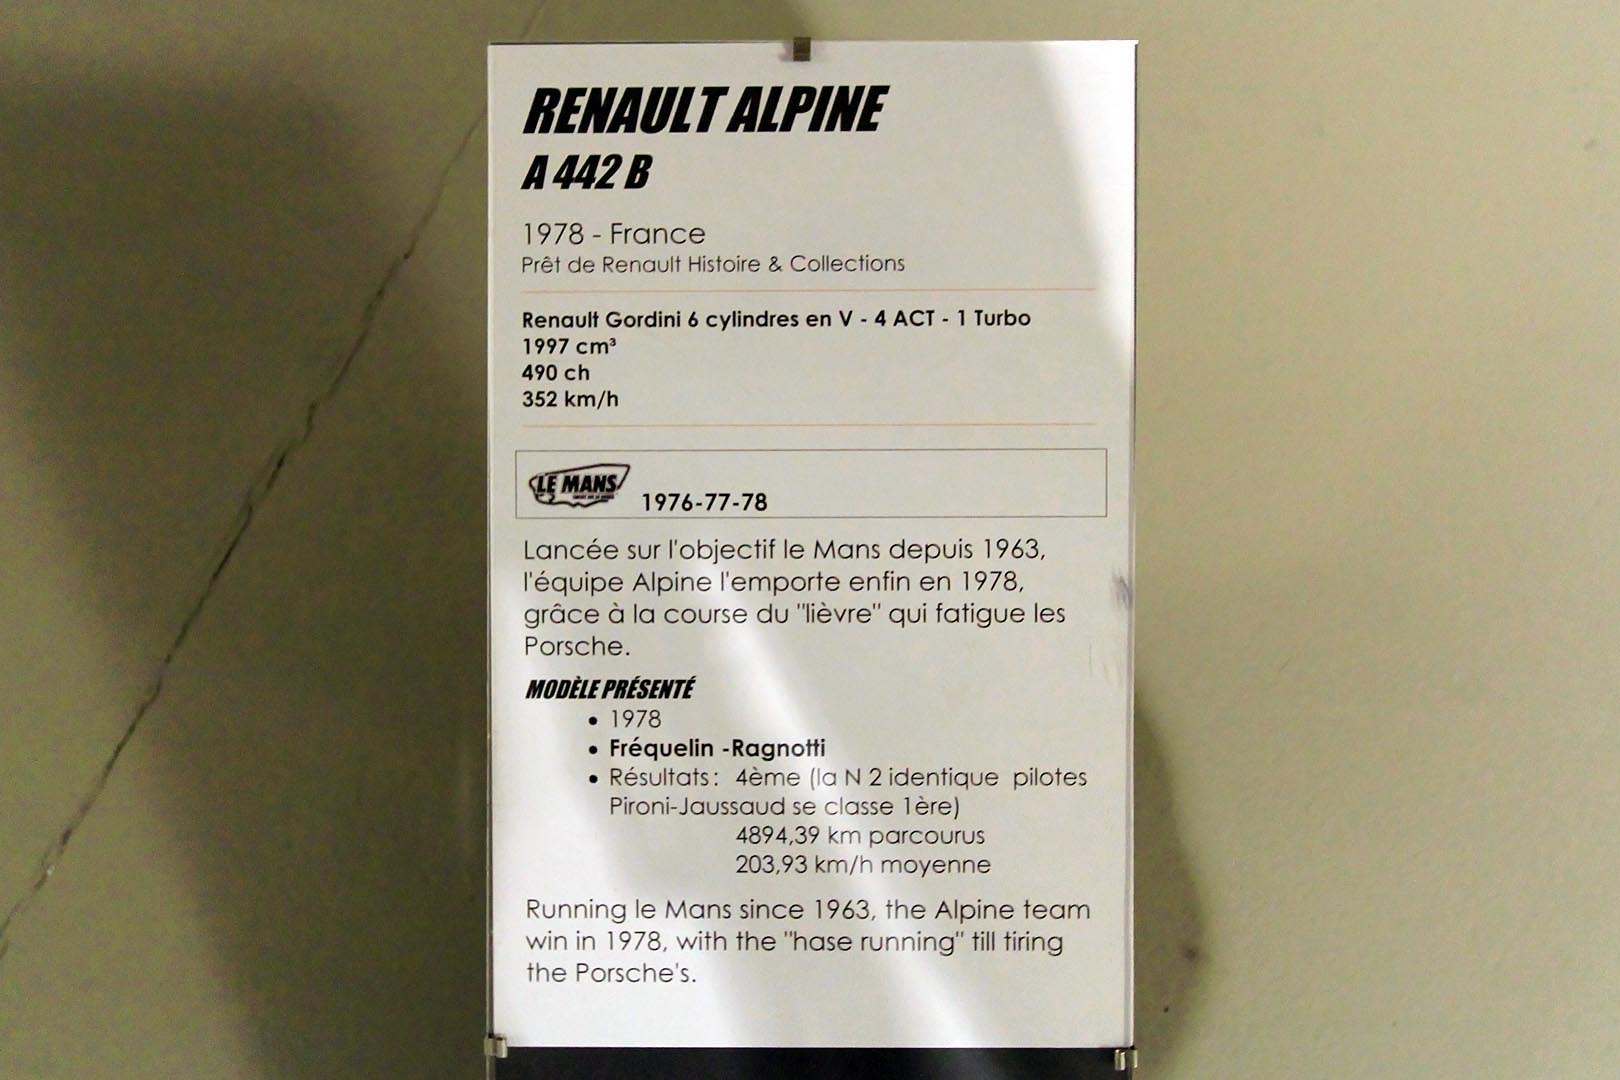 RENAULT ALPINE
A 442 B
1978 - France
Prêt de Renault Histoire & Collections
Renault Gordini 6 cylindres en V - 4 ACT - 1 Turbo
1997 cm³
490 ch
352 km/h
LE MANS
1976-77-78
Lancée sur l'objectif le Mans depuis 1963,
l'équipe Alpine l'emporte enfin en 1978,
grâce à la course du "lièvre" qui fatigue les
Porsche.
MODÈLE PRÉSENTÉ
• 1978
• Fréquelin -Ragnotti
• Résultats: 4ème (la N 2 identique pilotes
Pironi-Jaussaud se classe 1ère)
4894,39 km parcourus
203,93 km/h moyenne
Running le Mans since 1963, the Alpine team
win in 1978, with the "hase running" till tiring
the Porsche's.